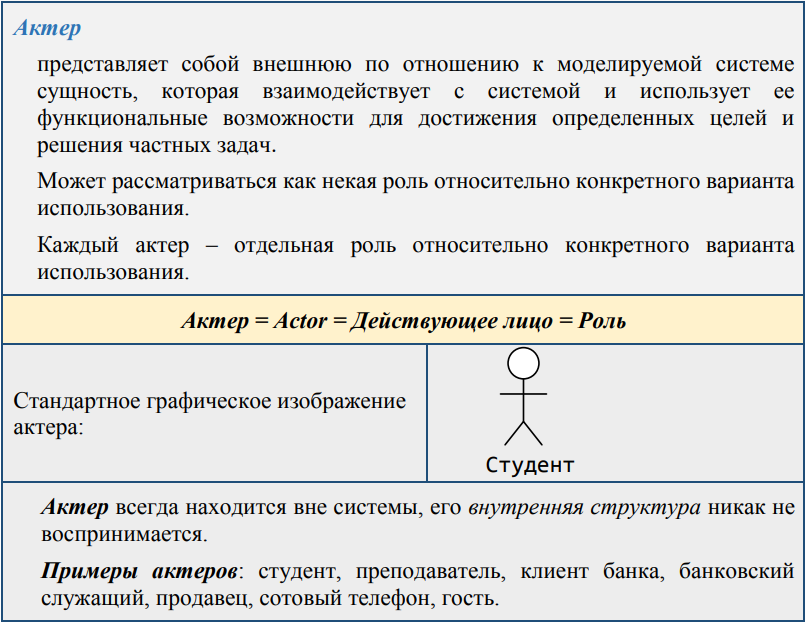 Актер
представляет собой внешнюю по отношению к моделируемой системе
сущность, которая взаимодействует с системой и использует ее
функциональные возможности для достижения определенных целей и
решения частных задач.
Может рассматриваться как некая роль относительно конкретного варианта
использования.
Каждый актер – отдельная роль относительно конкретного варианта
использования.
Актер = Actor = Действующее лицо = Роль
Стандартное графическое изображение
актера:
Студент
Актер всегда находится вне системы, его внутренняя структура никак не
воспринимается.
Примеры актеров: студент, преподаватель, клиент банка, банковский
служащий, продавец, сотовый телефон, гость.